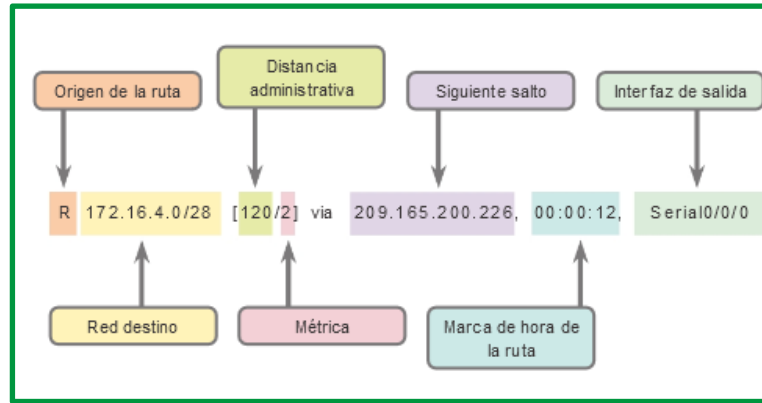 Distancia
administrativa
Origen de la ruta
Siguiente salto
Interfaz de salida
R 172.16.4.0/28 [120/2] via 209.165.200.226, 00:00:12, Serial0/0/0
Red destino
Métrica
Marca de hora de
la ruta